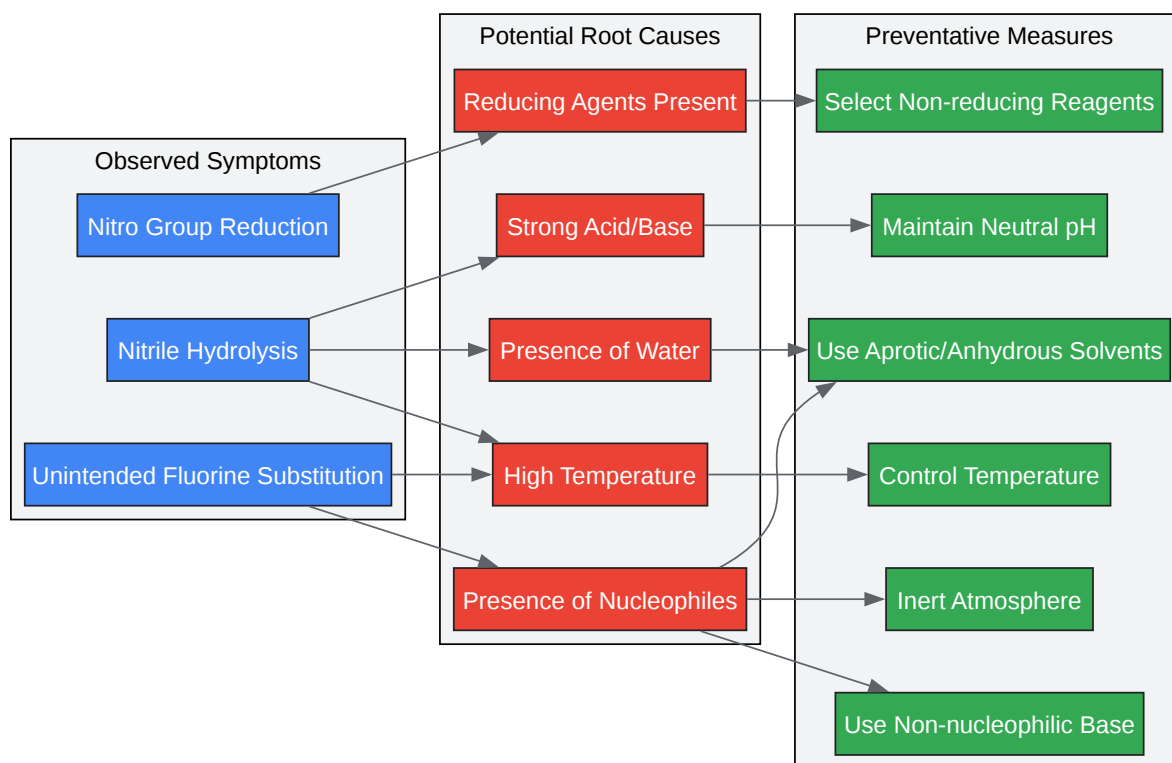 Observed Symptoms
Nitro Group Reduction
Nitrile Hydrolysis
Unintended Fluorine Substitution
Potential Root Causes
Reducing Agents Present
Strong Acid/Base
Presence of Water
High Temperature
Presence of Nucleophiles
Preventative Measures
Select Non-reducing Reagents
Maintain Neutral pH
Use Aprotic/Anhydrous Solvents
Control Temperature
Inert Atmosphere
Use Non-nucleophilic Base